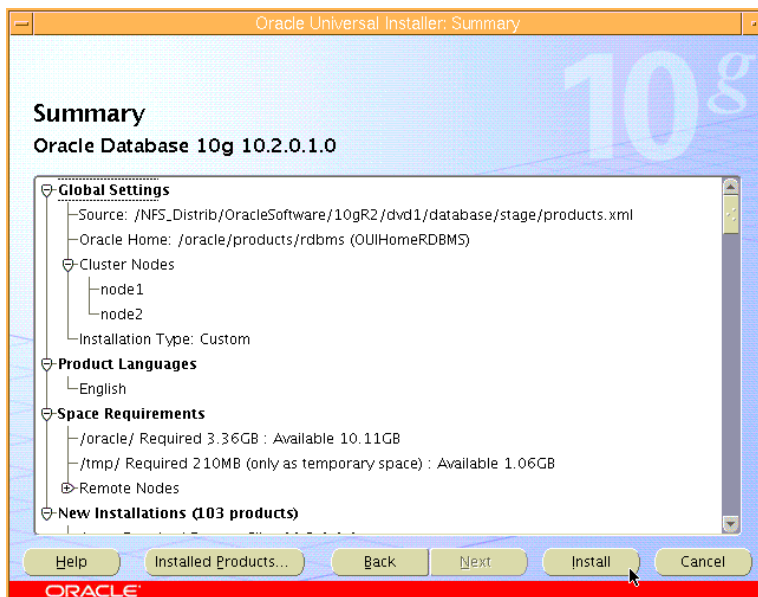 Oracle Universal Installer: Summary
10g
Summary
Oracle Database 10g 10.2.0.1.0
Global Settings
Source: /NFS_Distrib/OracleSoftware/10gR2/dvd1/database/stage/products.xml
Oracle Home: /oracle/products/rdbms (OUIHomeRDBMS)
Cluster Nodes
node1
node2
Installation Type: Custom
Product Languages
English
Space Requirements
/oracle/ Required 3.36GB : Available 10.11GB
/tmp/ Required 210MB (only as temporary space) : Available 1.06GB
Remote Nodes
New Installations (103 products)
Help Installed Products... Back Next Install Cancel
ORACLE